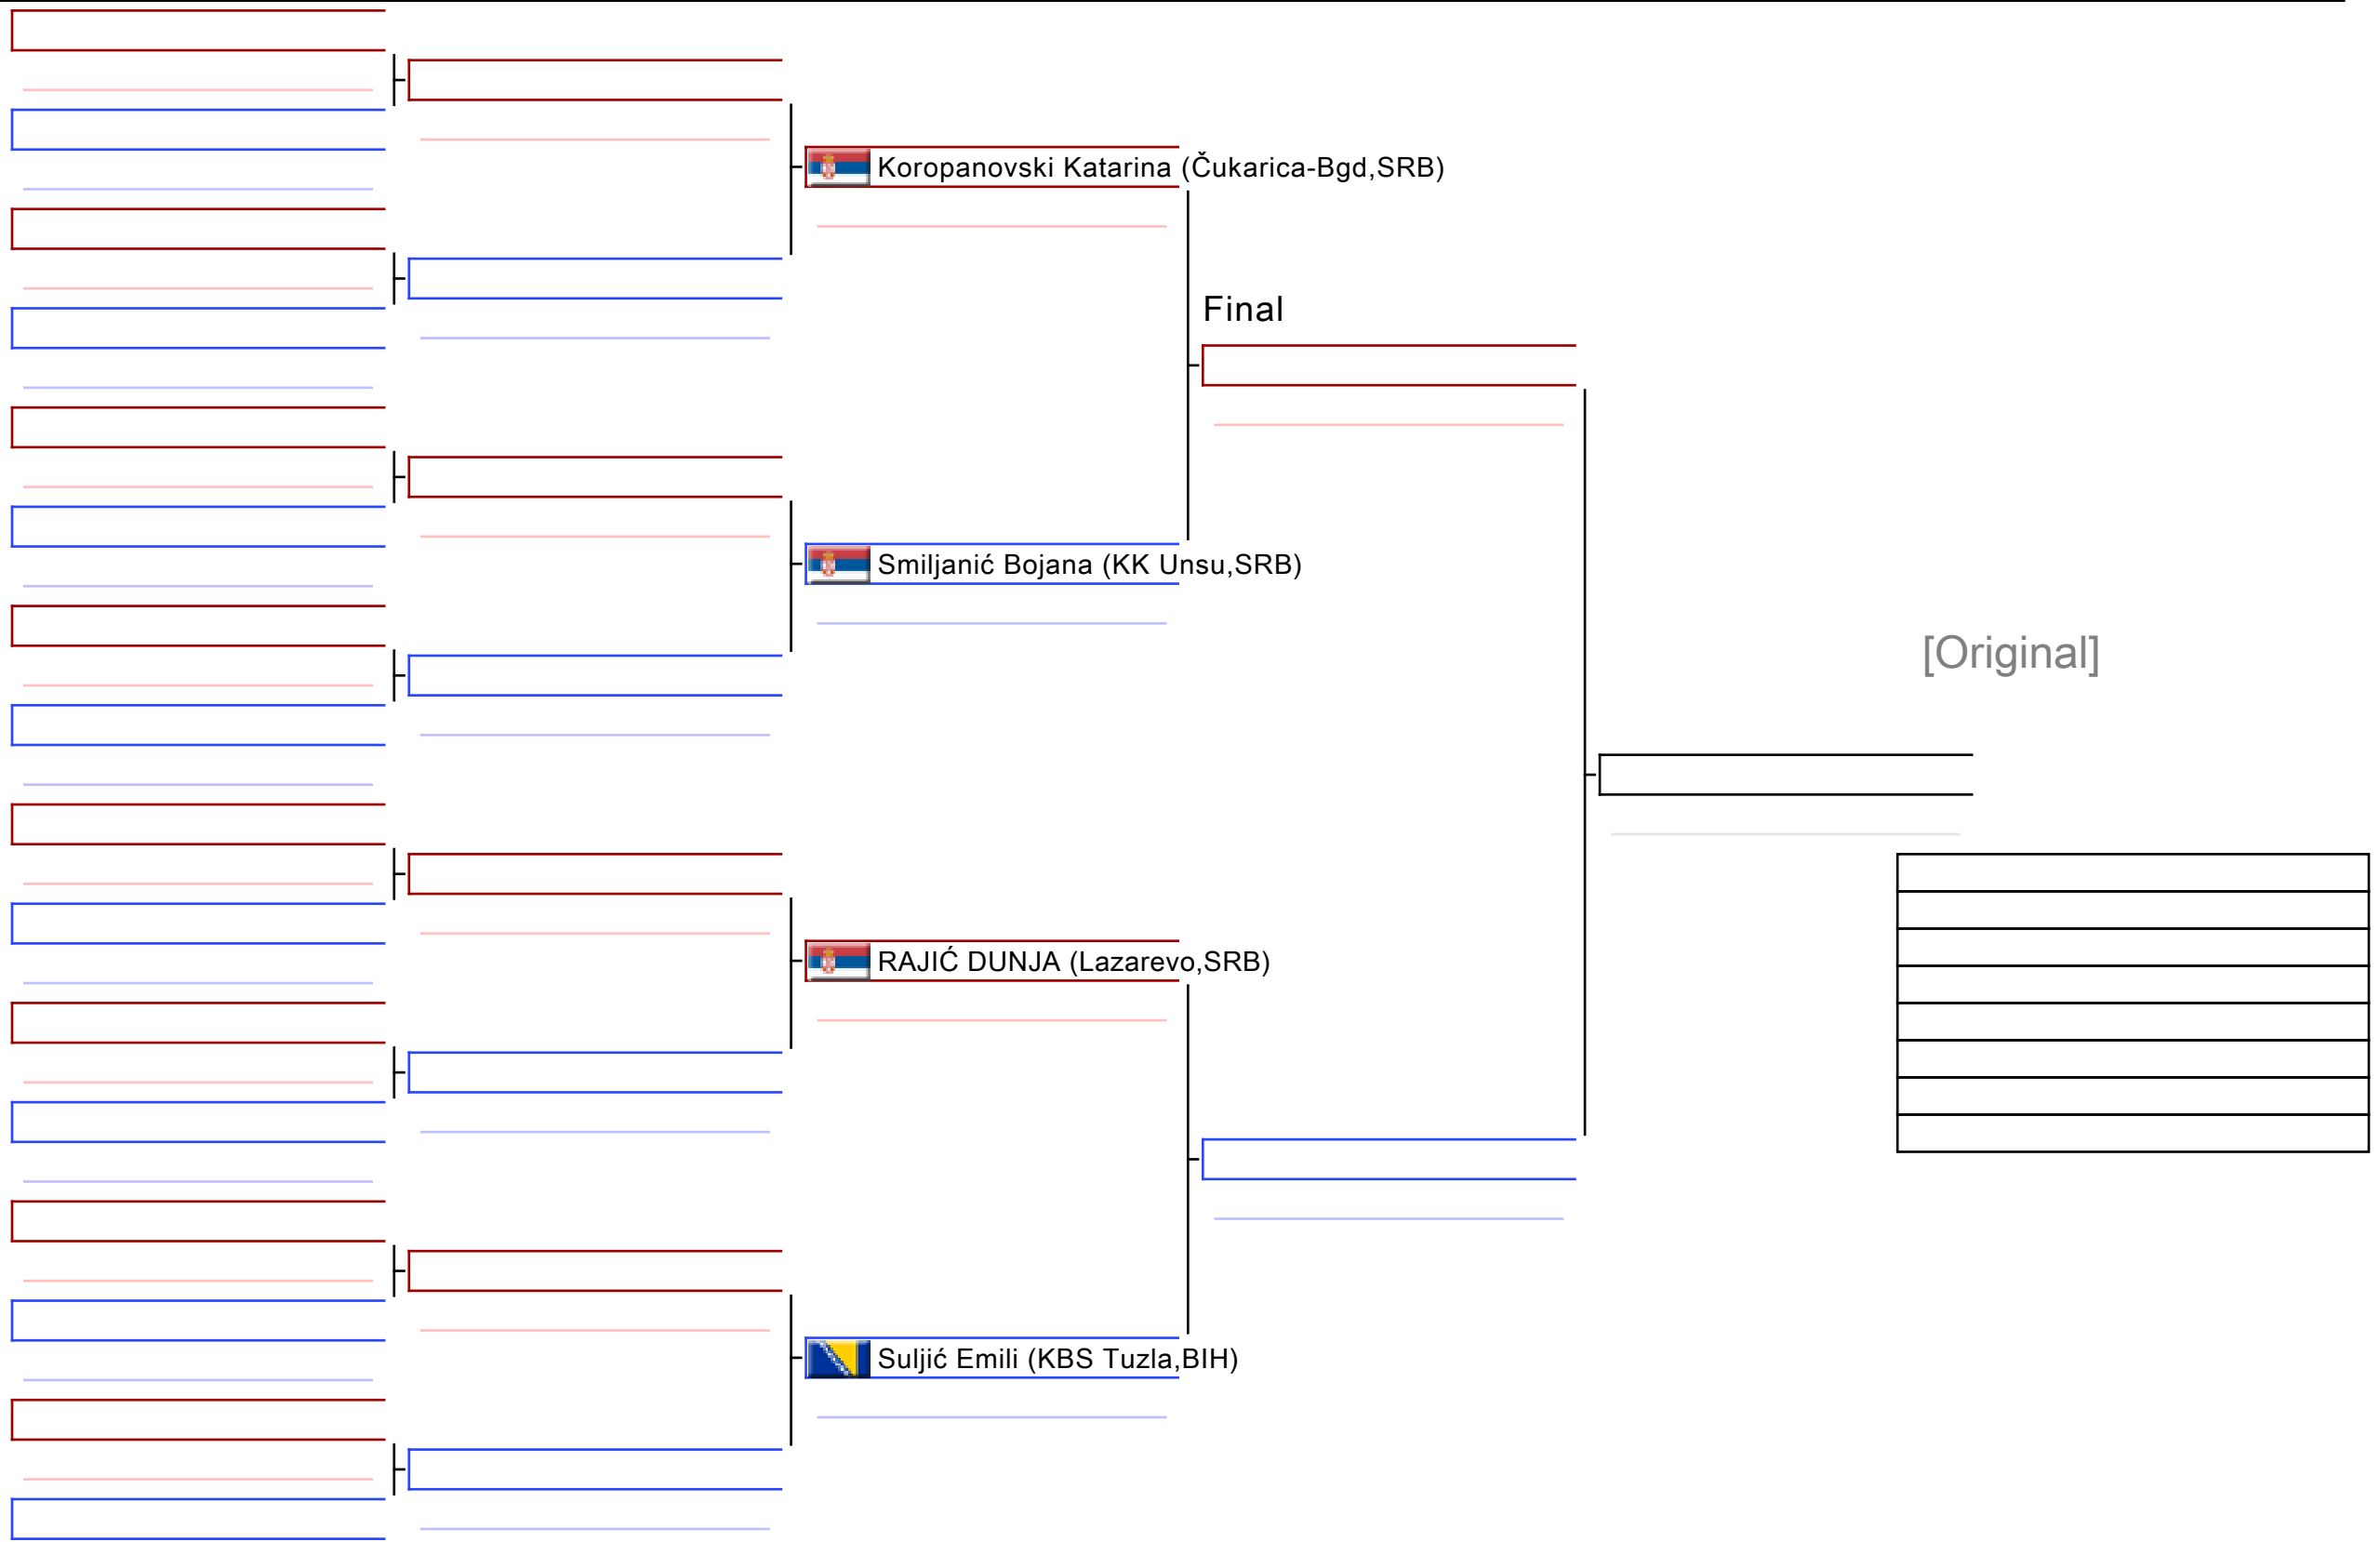 Koropanovski Katarina (Čukarica-Bgd,SRB)
Final
Smiljanić Bojana (KK Unsu,SRB)
[Original]
RAJIĆ DUNJA (Lazarevo,SRB)
Suljić Emili (KBS Tuzla,BIH)